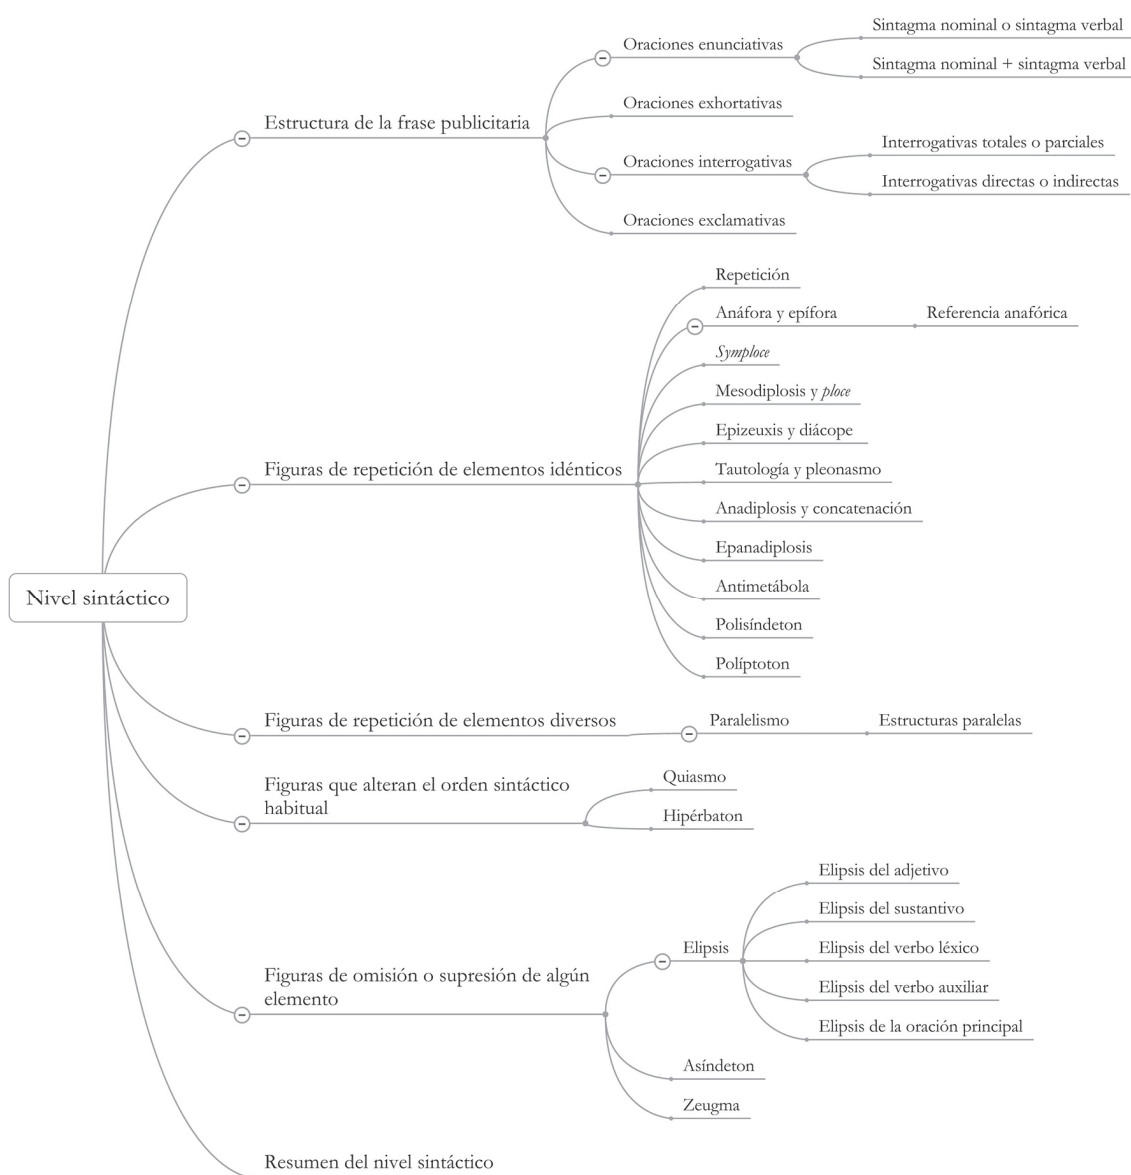 Nivel sintáctico
Estructura de la frase publicitaria
Oraciones enunciativas
Sintagma nominal o sintagma verbal
Sintagma nominal + sintagma verbal
Oraciones exhortativas
Oraciones interrogativas
Interrogativas totales o parciales
Interrogativas directas o indirectas
Oraciones exclamativas
Figuras de repetición de elementos idénticos
Repetición
Anáfora y epífora
Referencia anafórica
Symploce
Mesodiplosis y ploce
Epizeuxis y diácope
Tautología y pleonasmo
Anadiplosis y concatenación
Epanadiplosis
Antimetábola
Polisíndeton
Políptoton
Figuras de repetición de elementos diversos
Paralelismo
Estructuras paralelas
Figuras que alteran el orden sintáctico
habitual
Quiasmo
Hipérbaton
Figuras de omisión o supresión de algún
elemento
Elipsis
Elipsis del adjetivo
Elipsis del sustantivo
Elipsis del verbo léxico
Elipsis del verbo auxiliar
Elipsis de la oración principal
Asíndeton
Zeugma
Resumen del nivel sintáctico